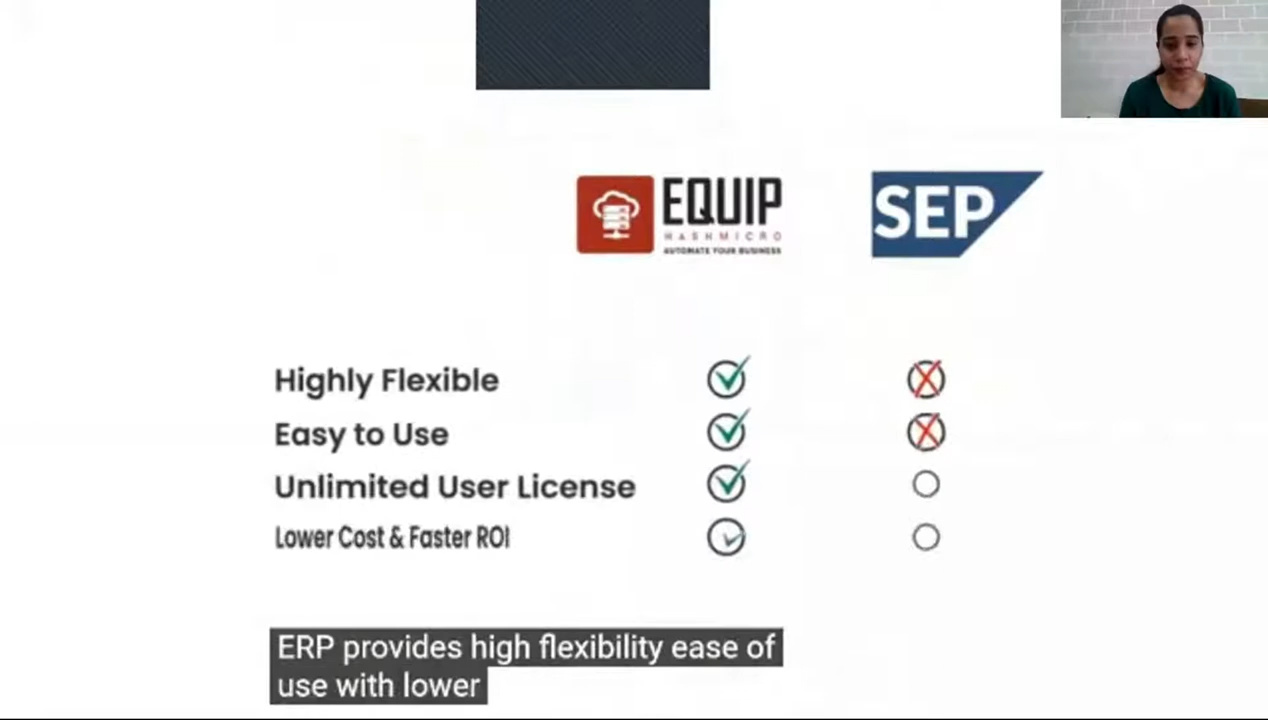 EQUIP
HASHMICRO
AUTOMATE YOUR BUSINESS
SEP
Highly Flexible
Easy to Use
Unlimited User License
Lower Cost & Faster ROI
ERP provides high flexibility ease of
use with lower